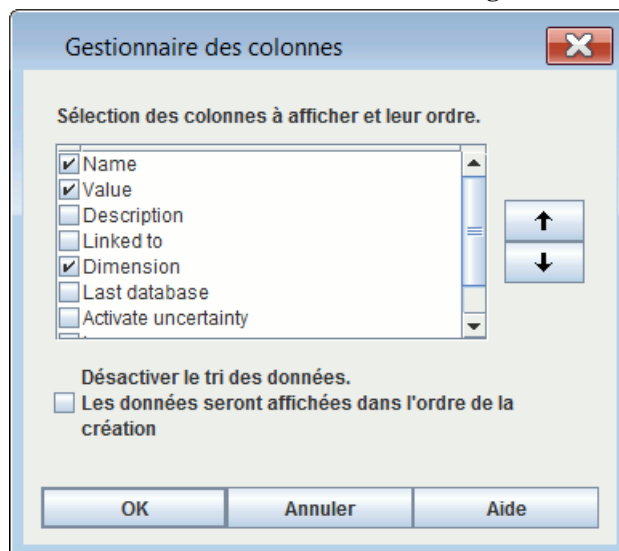 Gestionnaire des colonnes
Sélection des colonnes à afficher et leur ordre.
Name
Value
Description
Linked to
Dimension
Last database
Activate uncertainty
Désactiver le tri des données.
Les données seront affichées dans l'ordre de la
création
OK
Annuler
Aide